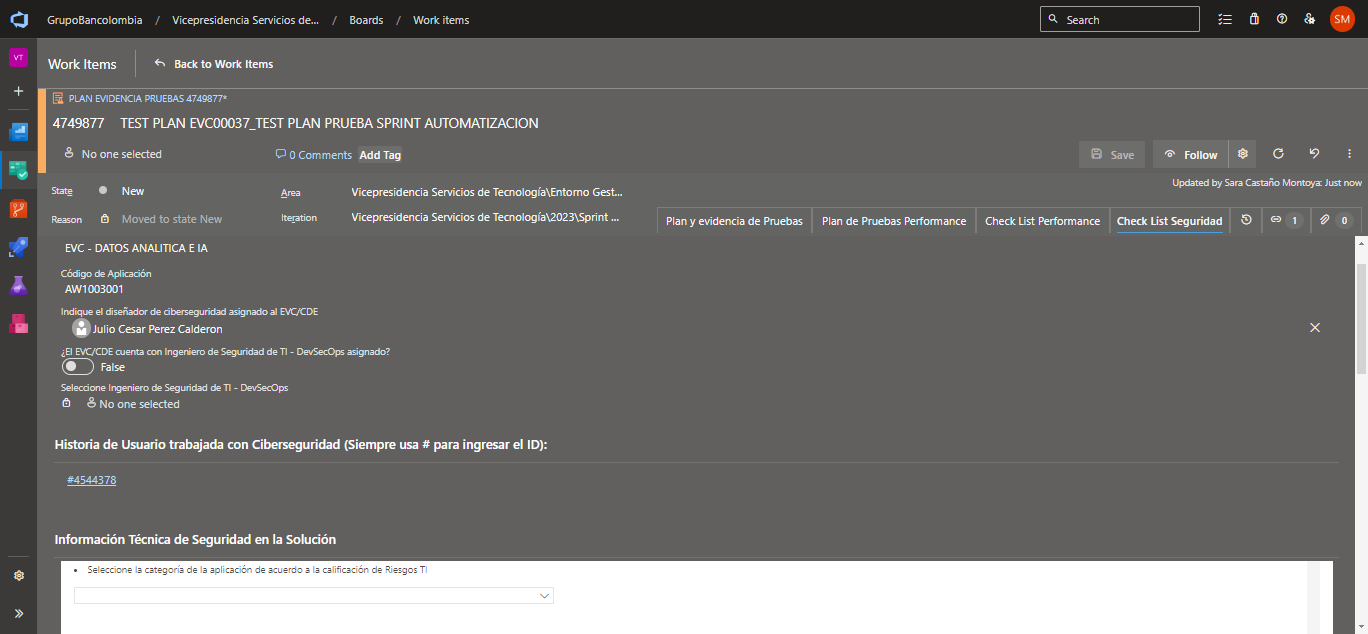 GrupoBancolombia / Vicepresidencia Servicios de... / Boards / Work items
Search
SM
VT
Work Items
Back to Work Items
PLAN EVIDENCIA PRUEBAS 4749877*
4749877 TEST PLAN EVC00037_TEST PLAN PRUEBA SPRINT AUTOMATIZACION
No one selected
0 Comments
Add Tag
Save
Follow
Updated by Sara Castaño Montoya: Just now
State
New
Area
Vicepresidencia Servicios de Tecnología\Entorno Gest...
Reason
Moved to state New
Iteration
Vicepresidencia Servicios de Tecnología\2023\Sprint ...
Plan y evidencia de Pruebas
Plan de Pruebas Performance
Check List Performance
Check List Seguridad
1
0
EVC - DATOS ANALITICA E IA
Código de Aplicación
AW1003001
Indique el diseñador de ciberseguridad asignado al EVC/CDE
Julio Cesar Perez Calderon
¿El EVC/CDE cuenta con Ingeniero de Seguridad de TI - DevSecOps asignado?
False
Seleccione Ingeniero de Seguridad de TI - DevSecOps
No one selected
Historia de Usuario trabajada con Ciberseguridad (Siempre usa # para ingresar el ID):
#4544378
Información Técnica de Seguridad en la Solución
• Seleccione la categoría de la aplicación de acuerdo a la calificación de Riesgos TI